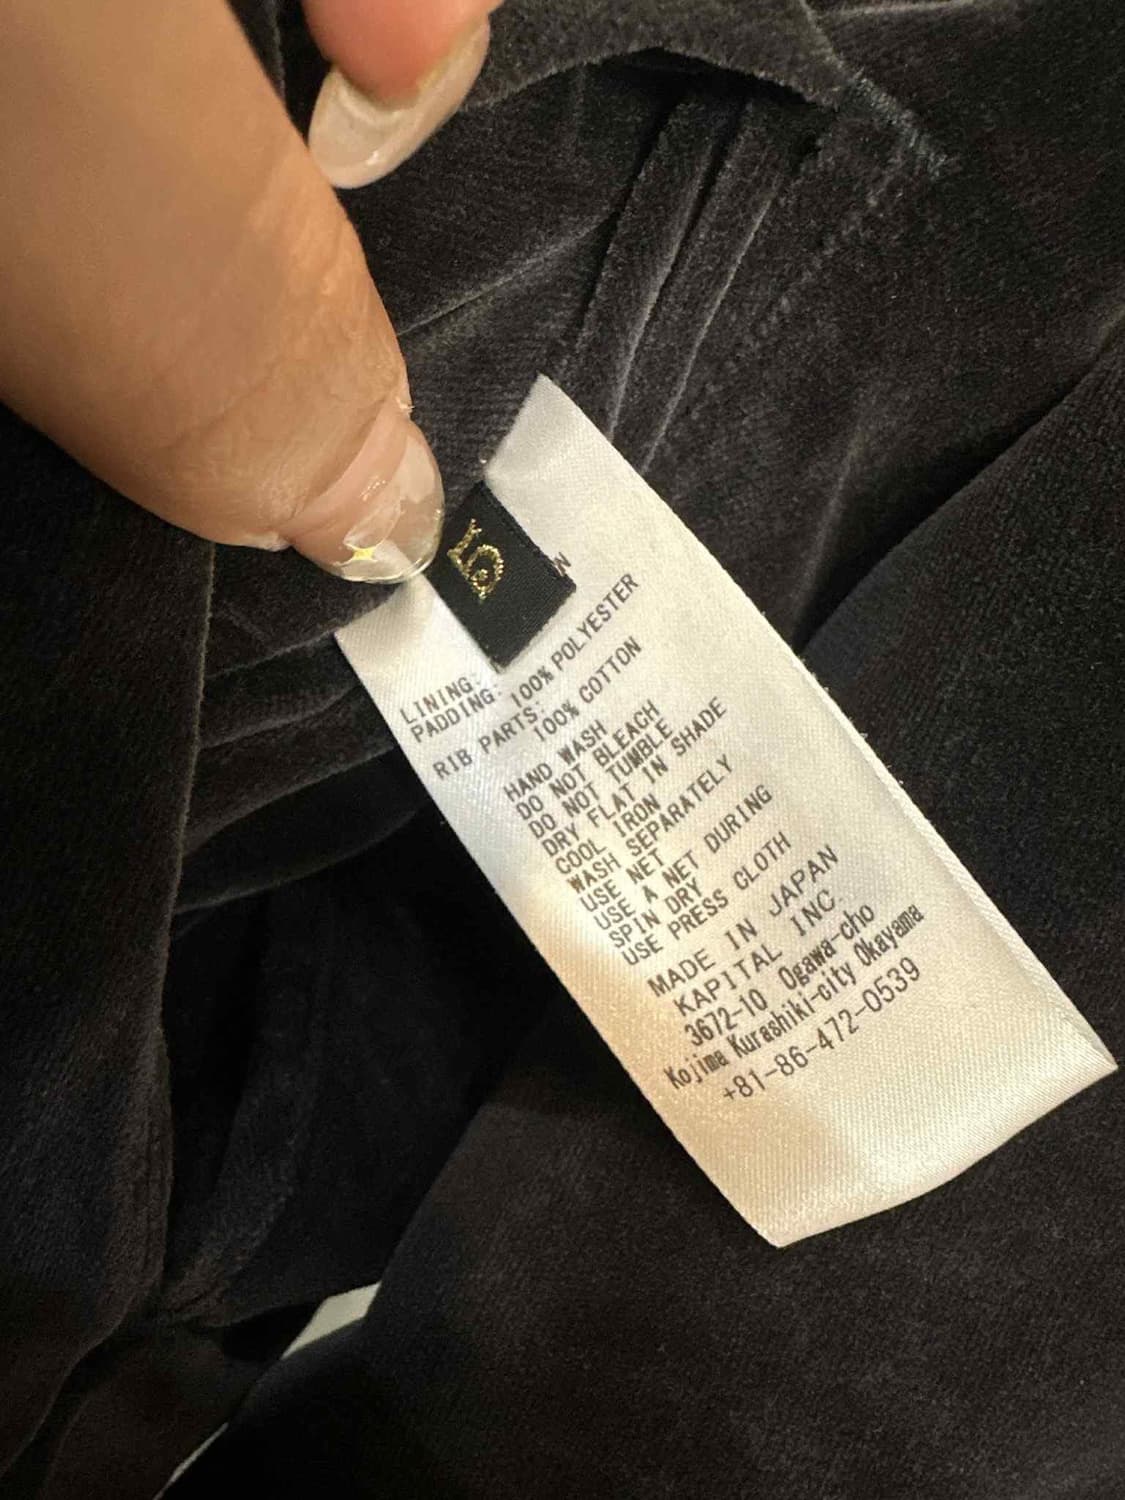 5
LINING:
PADDING:
100% POLYESTER
RIB PARTS:
100% COTTON
HAND WASH
DO NOT BLEACH
DO NOT TUMBLE
DRY FLAT IN SHADE
COOL IRON
WASH SEPARATELY
USE NET
USE A NET DURING
SPIN DRY
USE PRESS CLOTH
MADE IN JAPAN
KAPITAL INC.
3672-10 Ogawa-cho
Kojima Kurashiki-city Okayama
+81-86-472-0539